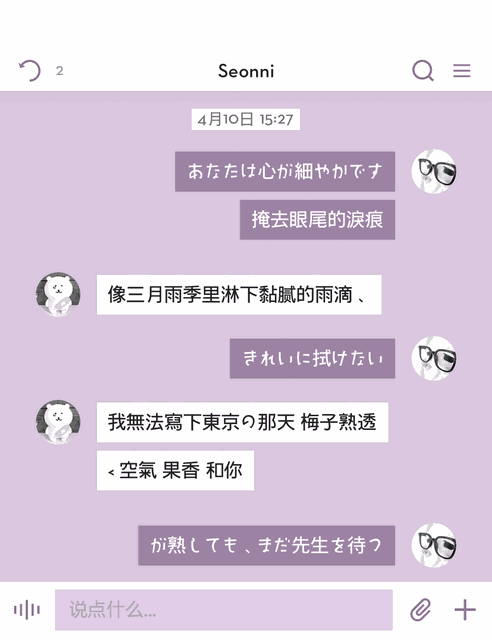 2
Seonni
4月10日 15:27
あなたは心が細やかです
掩去眼尾的淚痕
像三月雨季里淋下黏腻的雨滴 、
きれいに拭けない
我無法寫下東京の那天 梅子熟透
< 空氣 果香 和你
が熟しても 、まだ先生を待つ
说点什么...